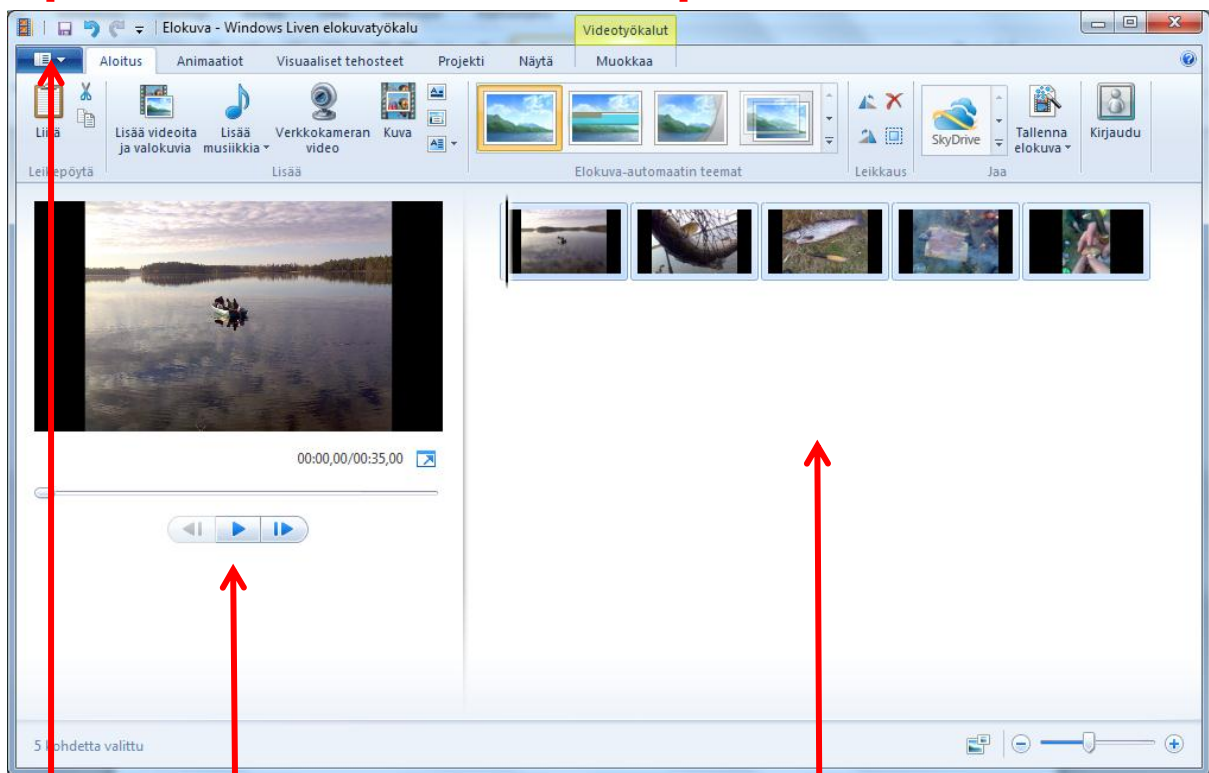 Elokuva - Windows Liven elokuvatyökalu
Videotyökalut
Aloitus Animaatiot Visuaaliset tehosteet Projekti Näytä Muokkaa
Liitä
Lisää videoita
ja valokuvia
Lisää
musiikkia
Verkkokameran
video
Kuva
SkyDrive
Tallenna
elokuva
Kirjaudu
Leikepöytä Lisää Elokuva-automaatin teemat Leikkaus Jaa
00:00,00/00:35,00
5 kohdetta valittu